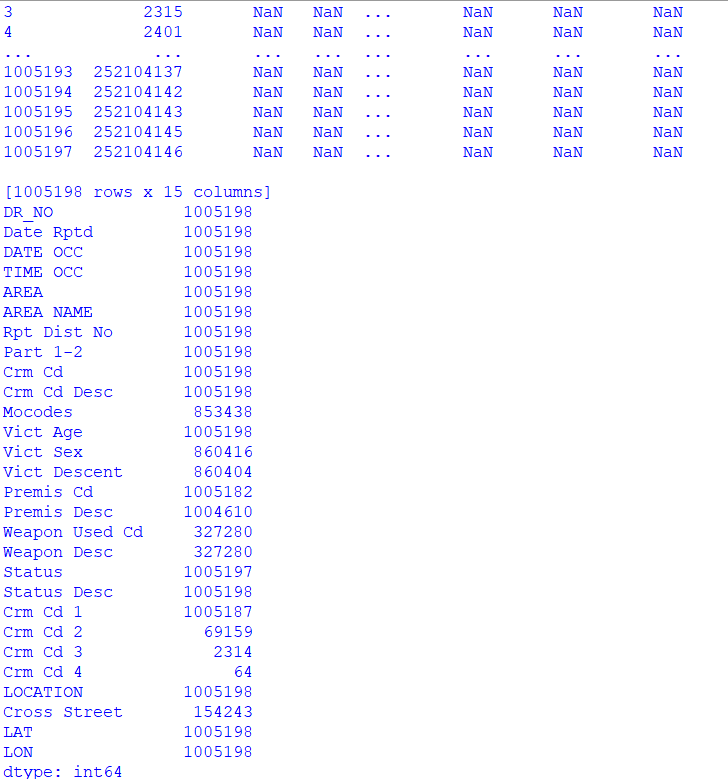 3 2315 NaN NaN ... NaN NaN NaN
4 2401 NaN NaN ... NaN NaN NaN
... ... ... ... ... ... ... ...
1005193 252104137 NaN NaN ... NaN NaN NaN
1005194 252104142 NaN NaN ... NaN NaN NaN
1005195 252104143 NaN NaN ... NaN NaN NaN
1005196 252104145 NaN NaN ... NaN NaN NaN
1005197 252104146 NaN NaN ... NaN NaN NaN
[1005198 rows x 15 columns]
DR_NO 1005198
Date Rptd 1005198
DATE OCC 1005198
TIME OCC 1005198
AREA 1005198
AREA NAME 1005198
Rpt Dist No 1005198
Part 1-2 1005198
Crm Cd 1005198
Crm Cd Desc 1005198
Mocodes 853438
Vict Age 1005198
Vict Sex 860416
Vict Descent 860404
Premis Cd 1005182
Premis Desc 1004610
Weapon Used Cd 327280
Weapon Desc 327280
Status 1005197
Status Desc 1005198
Crm Cd 1 1005187
Crm Cd 2 69159
Crm Cd 3 2314
Crm Cd 4 64
LOCATION 1005198
Cross Street 154243
LAT 1005198
LON 1005198
dtype: int64